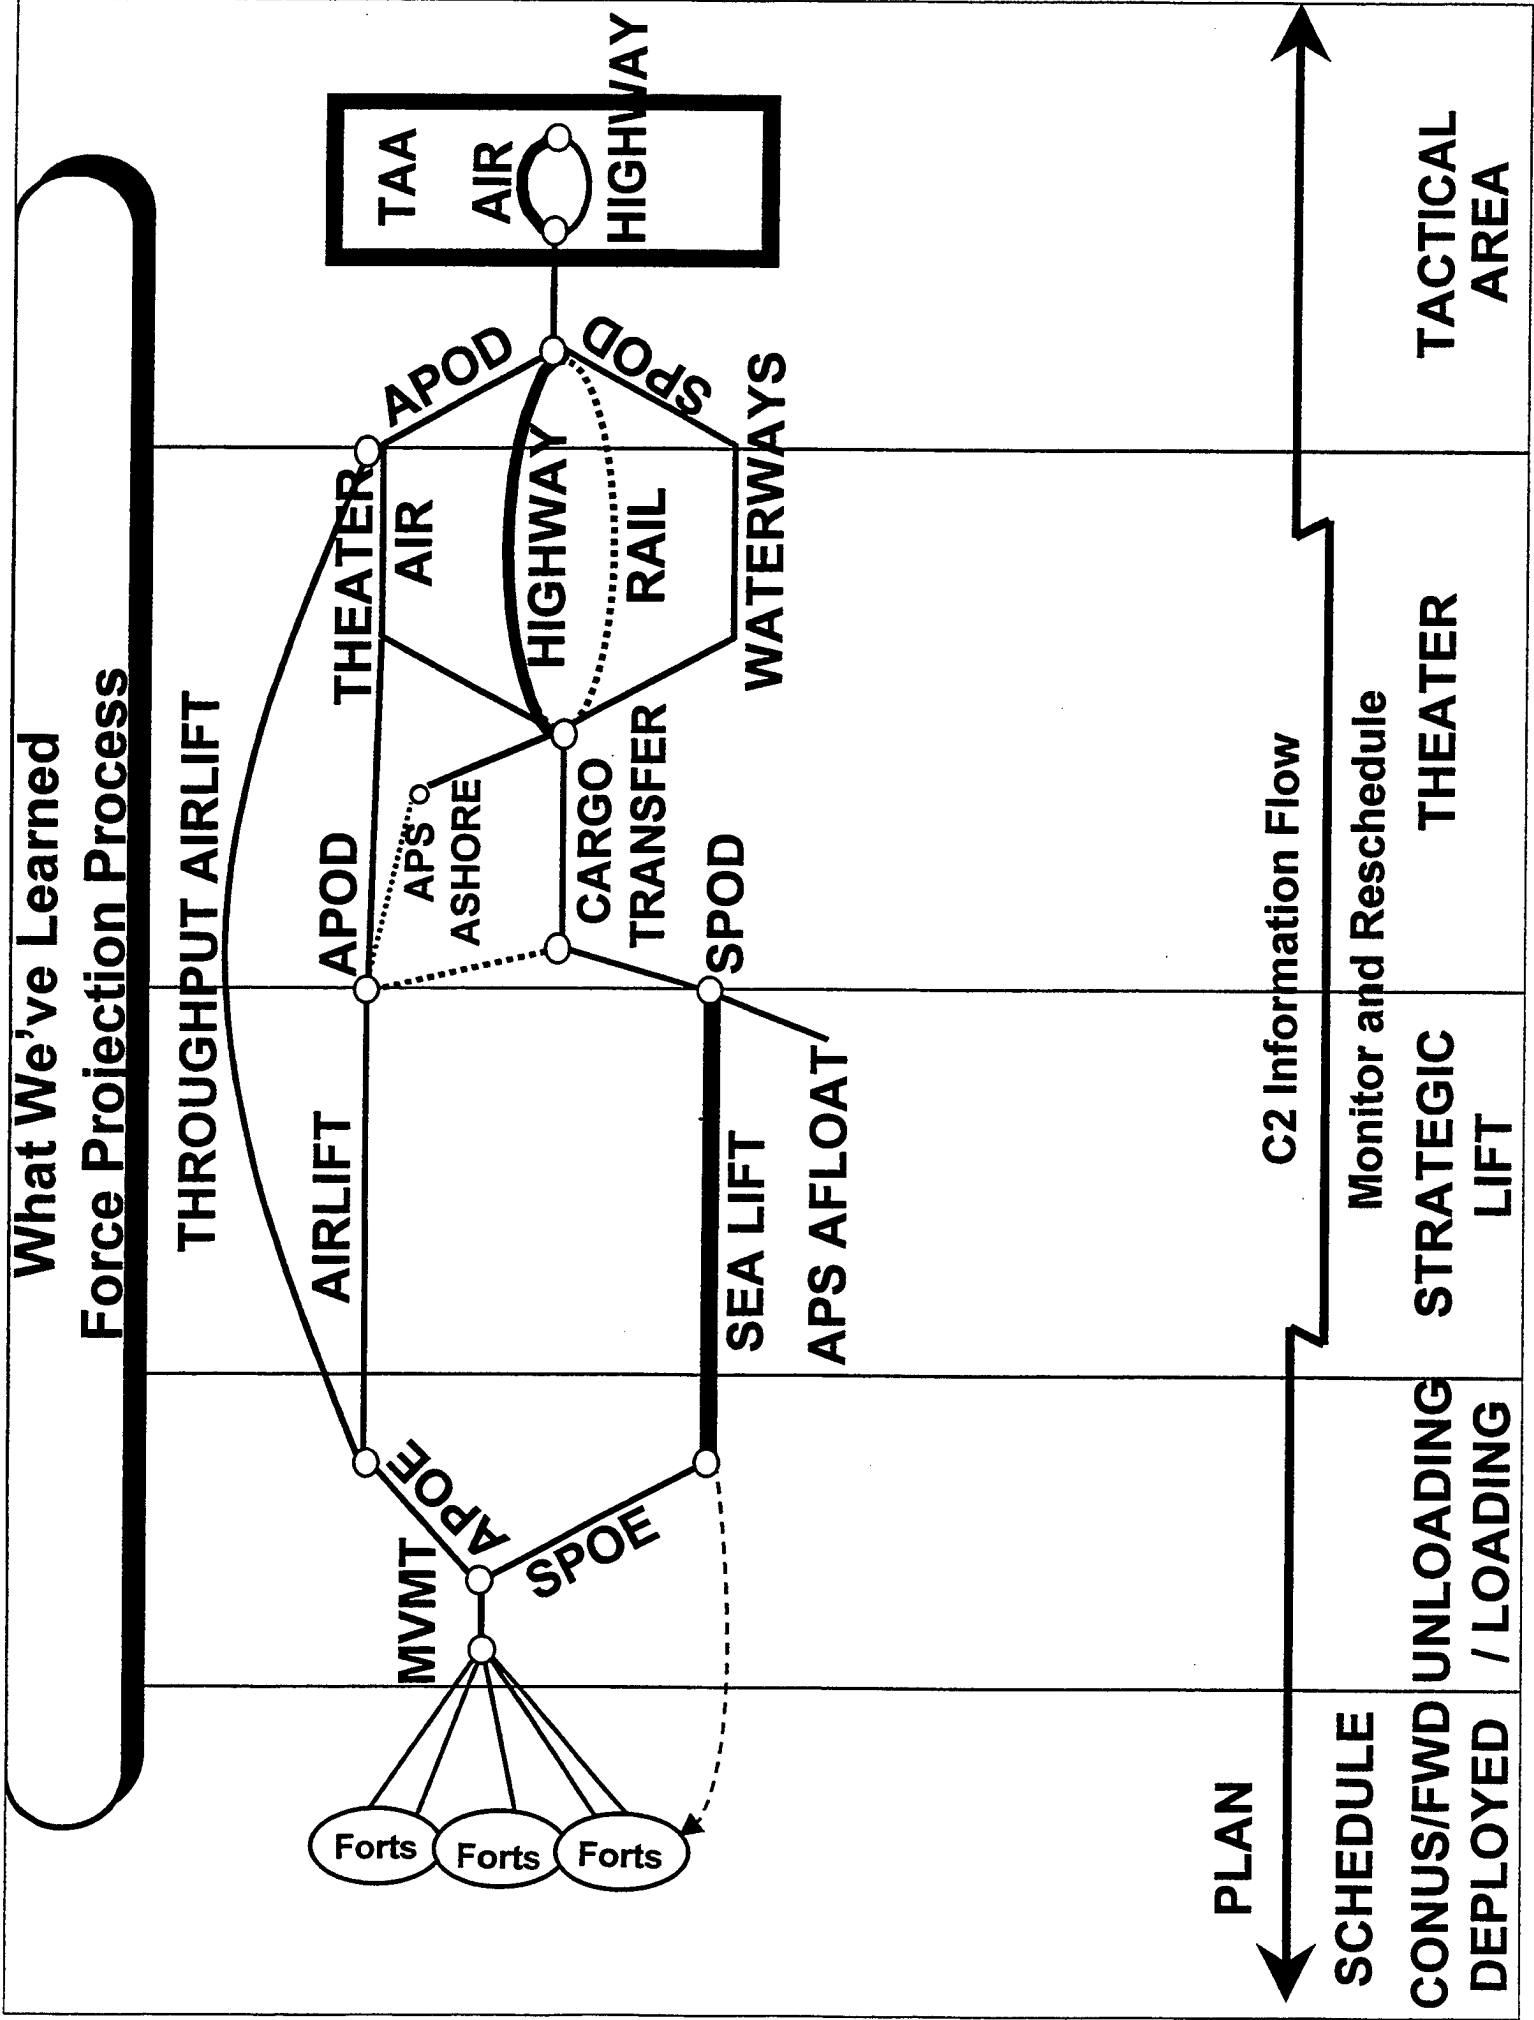 What We've Learned
Force Projection Process
THROUGHPUT AIRLIFT
AIRLIFT
APOD
THEATER
AIR
APOD
TAA
AIR
HIGHWAY
MVMT
APOE
SPOE
Forts
Forts
Forts
APS
ASHORE
CARGO
TRANSFER
HIGHWAY
RAIL
SPOD
WATERWAYS
SPOD
SEA LIFT
APS AFLOAT
PLAN
C2 Information Flow
SCHEDULE
Monitor and Reschedule
CONUS/FWD
DEPLOYED
UNLOADING
/ LOADING
STRATEGIC
LIFT
THEATER
TACTICAL
AREA